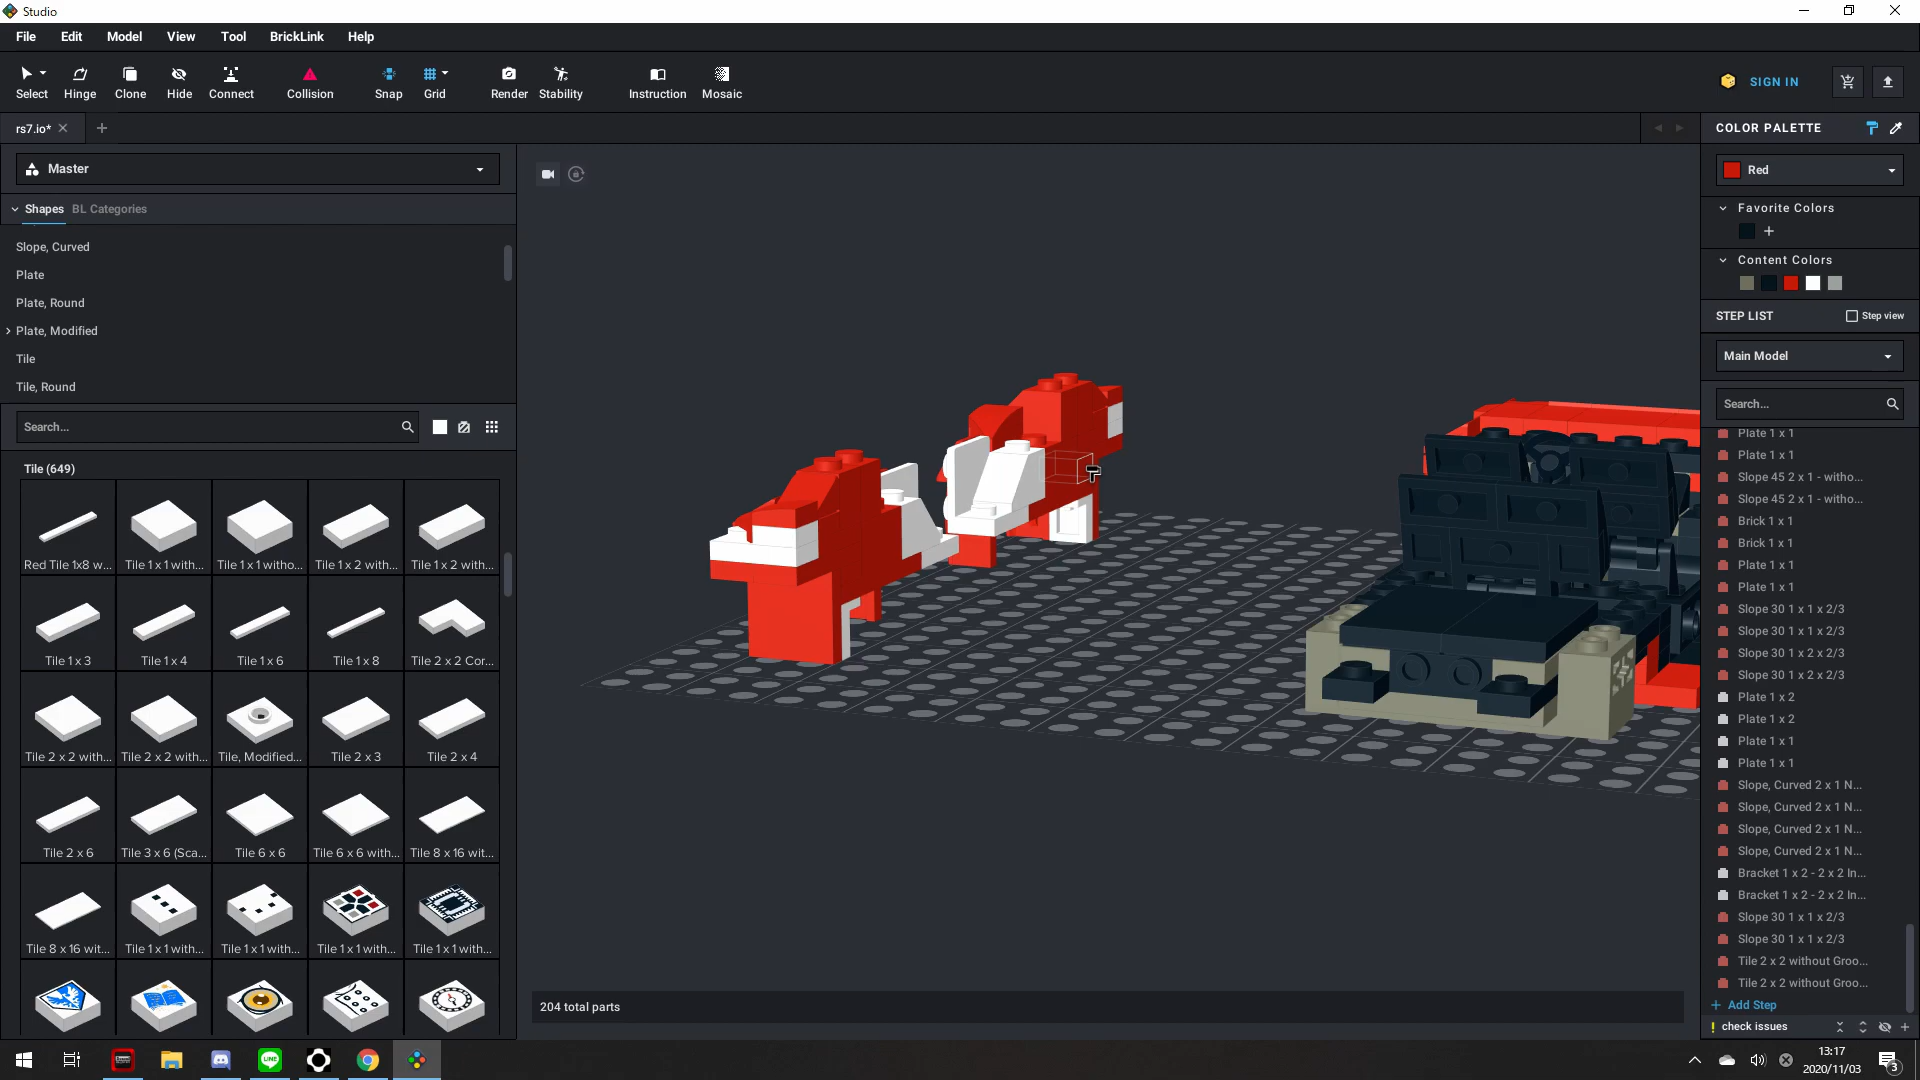 Studio
File Edit Model View Tool BrickLink Help
Select Hinge Clone Hide Connect Collision Snap Grid Render Stability Instruction Mosaic
SIGN IN
rs7.io*
COLOR PALETTE
Master
Red
Shapes BL Categories
Favorite Colors
Slope, Curved
Plate
Plate, Round
Plate, Modified
Tile
Tile, Round
Content Colors
STEP LIST Step view
Main Model
Search...
Search...
Tile (649)
Red Tile 1x8 w... Tile 1 x 1 with... Tile 1 x 1 witho... Tile 1 x 2 with... Tile 1 x 2 with...
Tile 1 x 3 Tile 1 x 4 Tile 1 x 6 Tile 1 x 8 Tile 2 x 2 Cor...
Tile 2 x 2 with... Tile 2 x 2 with... Tile, Modified... Tile 2 x 3 Tile 2 x 4
Tile 2 x 6 Tile 3 x 6 (Sca... Tile 6 x 6 Tile 6 x 6 with... Tile 8 x 16 wit...
Tile 8 x 16 wit... Tile 1 x 1 with... Tile 1 x 1 with... Tile 1 x 1 with... Tile 1 x 1 with...
Plate 1 x 1
Plate 1 x 1
Slope 45 2 x 1 - witho...
Slope 45 2 x 1 - witho...
Brick 1 x 1
Brick 1 x 1
Plate 1 x 1
Plate 1 x 1
Slope 30 1 x 1 x 2/3
Slope 30 1 x 1 x 2/3
Slope 30 1 x 2 x 2/3
Slope 30 1 x 2 x 2/3
Plate 1 x 2
Plate 1 x 2
Plate 1 x 1
Plate 1 x 1
Slope, Curved 2 x 1 N...
Slope, Curved 2 x 1 N...
Slope, Curved 2 x 1 N...
Slope, Curved 2 x 1 N...
Bracket 1 x 2 - 2 x 2 In...
Bracket 1 x 2 - 2 x 2 In...
Slope 30 1 x 1 x 2/3
Slope 30 1 x 1 x 2/3
Tile 2 x 2 without Groo...
Tile 2 x 2 without Groo...
+ Add Step
204 total parts
! check issues
13:17
2020/11/03
3